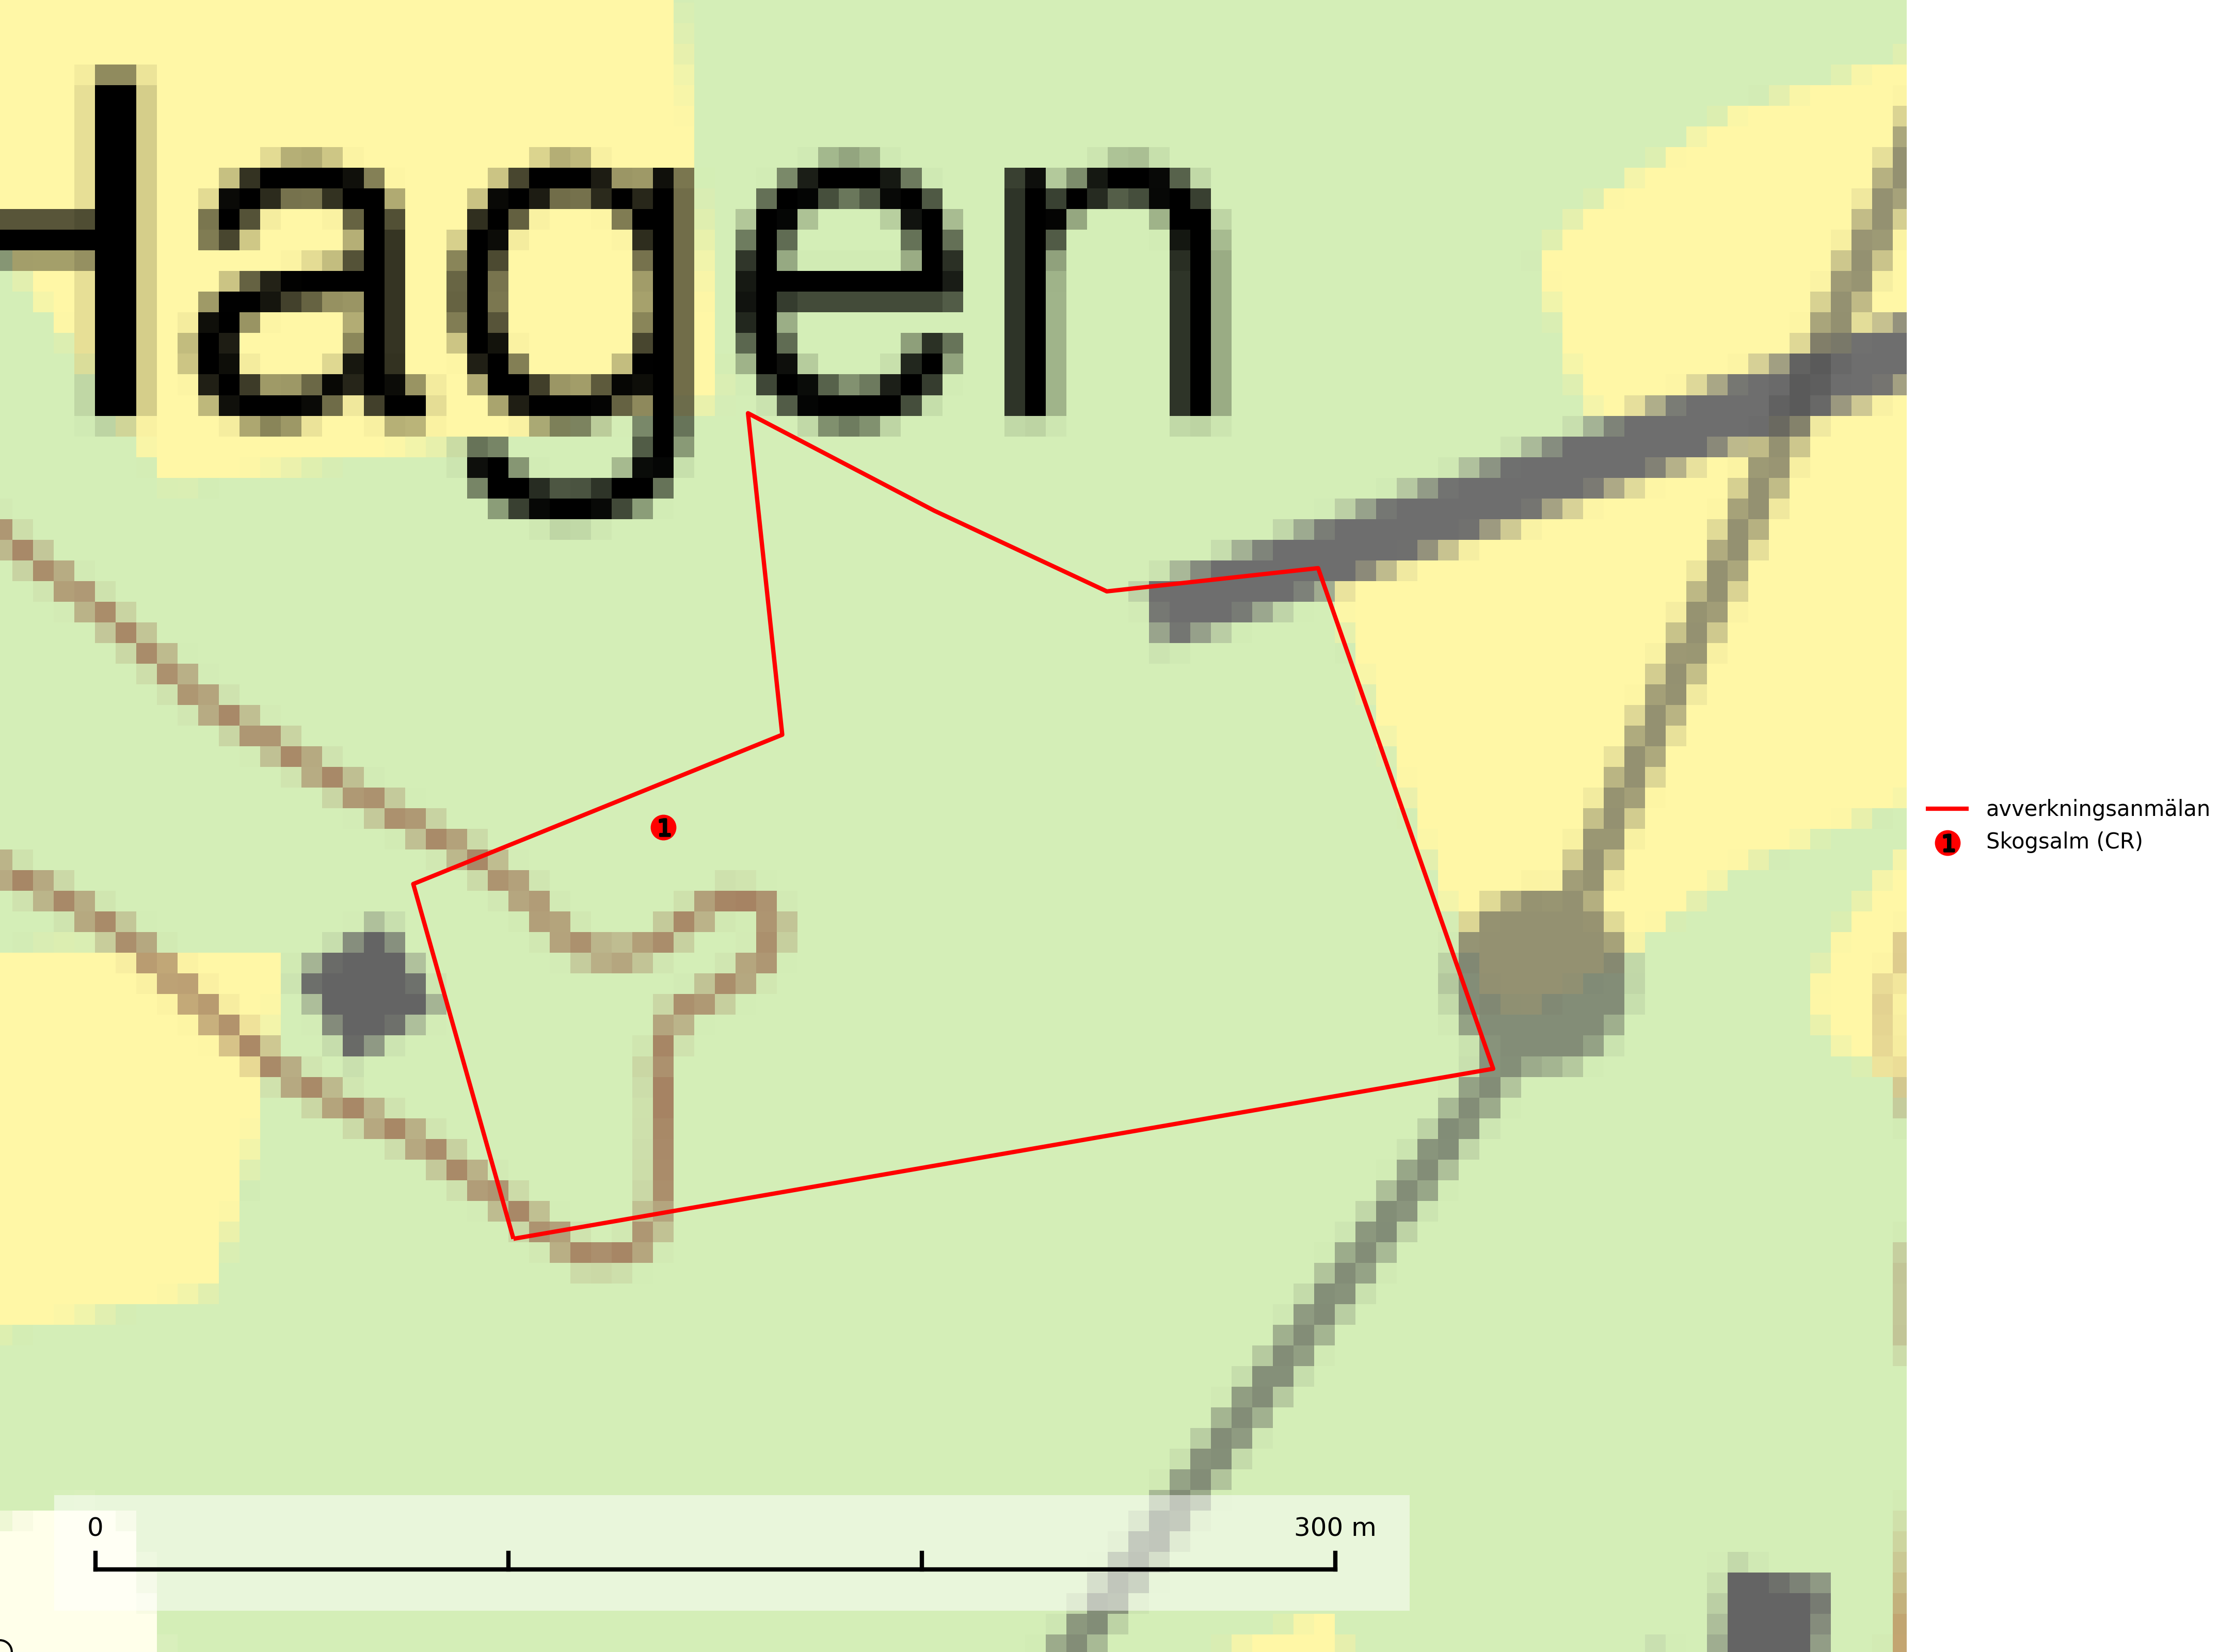 Hagen
1
avverkningsanmälan
1 Skogsalm (CR)
0 300 m